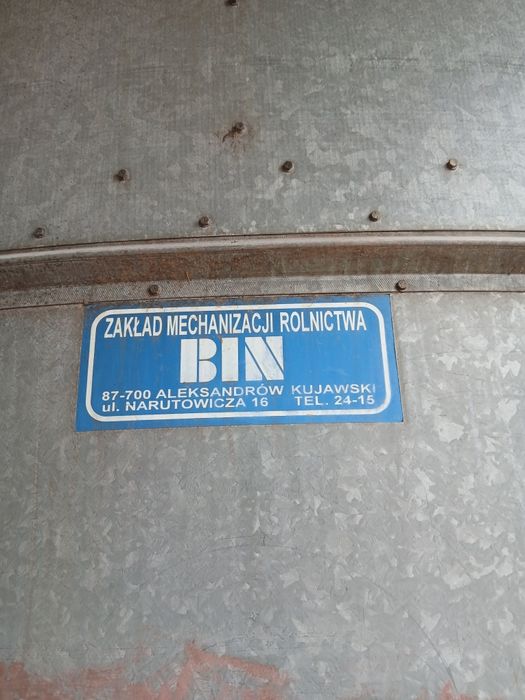 ZAKŁAD MECHANIZACJI ROLNICTWA
BIN
87-700 ALEKSANDRÓW KUJAWSKI
ul. NARUTOWICZA 16 TEL. 24-15